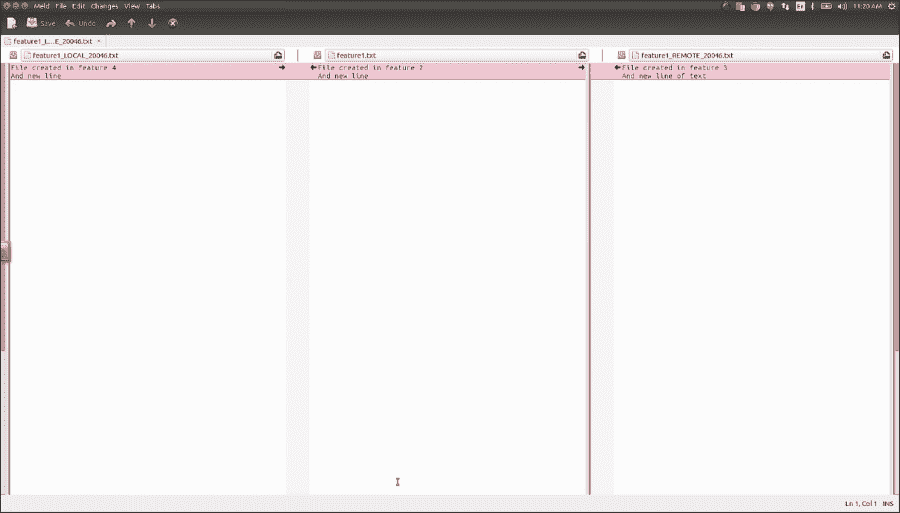 Meld File Edit Changes View Tabs
En
11:20 AM
Save Undo
feature1_L...E_20046.txt ×
feature1_LOCAL_20046.txt
feature1.txt
feature1_REMOTE_20046.txt
File created in feature 4
And new line
File created in feature 2
And new line
File created in feature 3
And new line of text
Ln 1, Col 1 INS